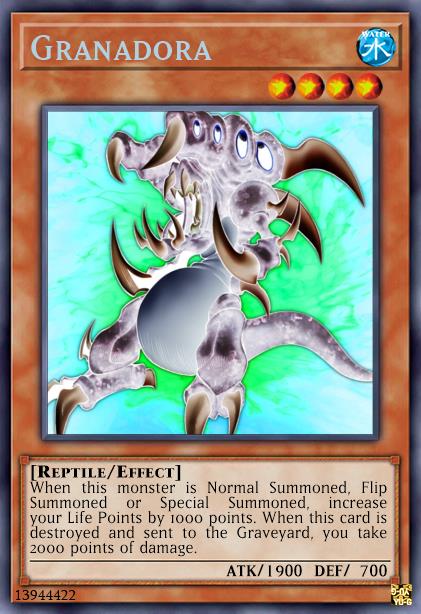 GRANADORA
WATER
水
[REPTILE/EFFECT]
When this monster is Normal Summoned, Flip
Summoned or Special Summoned, increase
your Life Points by 1000 points. When this card is
destroyed and sent to the Graveyard, you take
2000 points of damage.
ATK/1900 DEF/ 700
13944422